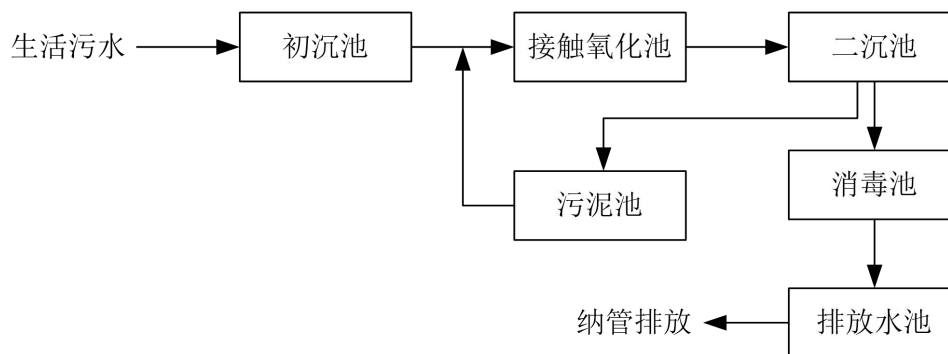 生活污水
初沉池
接触氧化池
二沉池
污泥池
消毒池
纳管排放
排放水池